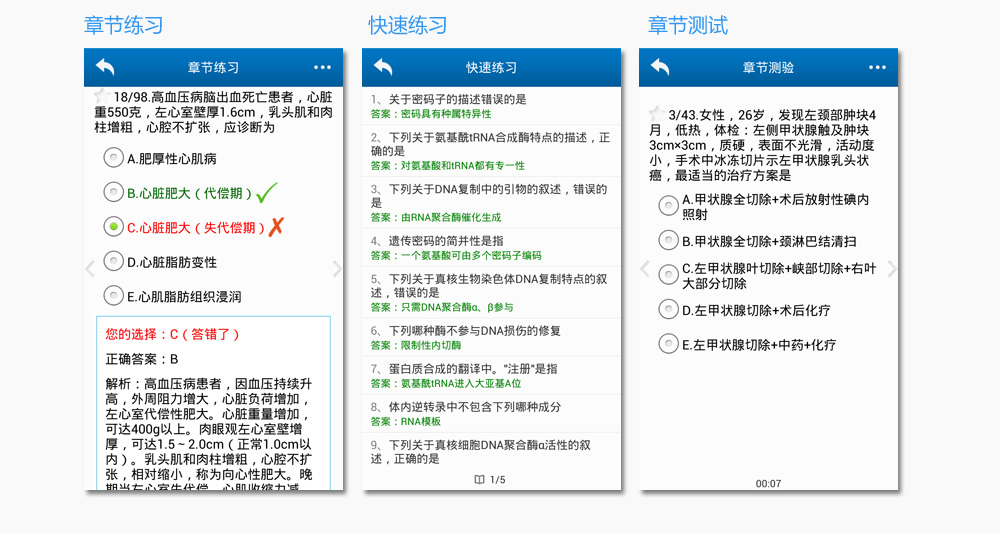 章节练习
快速练习
章节测试
章节练习
18/98.高血压病脑出血死亡患者，心脏
重550克，左心室壁厚1.6cm，乳头肌和肉
柱增粗，心腔不扩张，应诊断为
A.肥厚性心肌病
B.心脏肥大（代偿期）
C.心脏肥大（失代偿期）
D.心脏脂肪变性
E.心肌脂肪组织浸润
您的选择：C（答错了）
正确答案：B
解析：高血压病患者，因血压持续升
高，外周阻力增大，心脏负荷增加，
左心室代偿性肥大。心脏重量增加，
可达400g以上。肉眼观左心室壁增
厚，可达1.5～2.0cm（正常1.0cm以
内）。乳头肌和肉柱增粗，心腔不扩
张，相对缩小，称为向心性肥大。晚
期当左心室失代偿，心肌收缩力减
快速练习
1、关于密码子的描述错误的是
答案：密码具有种属特异性
2、下列关于氨基酰tRNA合成酶特点的描述，正
确的是
答案：对氨基酸和tRNA都有专一性
3、下列关于DNA复制中的引物的叙述，错误的
是
答案：由RNA聚合酶催化生成
4、遗传密码的简并性是指
答案：一个氨基酸可由多个密码子编码
5、下列关于真核生物染色体DNA复制特点的叙
述，错误的是
答案：只需DNA聚合酶α、β参与
6、下列哪种酶不参与DNA损伤的修复
答案：限制性内切酶
7、蛋白质合成的翻译中。"注册"是指
答案：氨基酰tRNA进入大亚基A位
8、体内逆转录中不包含下列哪种成分
答案：RNA模板
9、下列关于真核细胞DNA聚合酶α活性的叙
述，正确的是
1/5
章节测验
3/43.女性，26岁，发现左颈部肿块4
月，低热，体检：左侧甲状腺触及肿块
3cm×3cm，质硬，表面不光滑，活动度
小，手术中冰冻切片示左甲状腺乳头状
癌，最适当的治疗方案是
A.甲状腺全切除+术后放射性碘内
照射
B.甲状腺全切除+颈淋巴结清扫
C.左甲状腺叶切除+峡部切除+右叶
大部分切除
D.左甲状腺切除+术后化疗
E.左甲状腺切除+中药+化疗
00:07